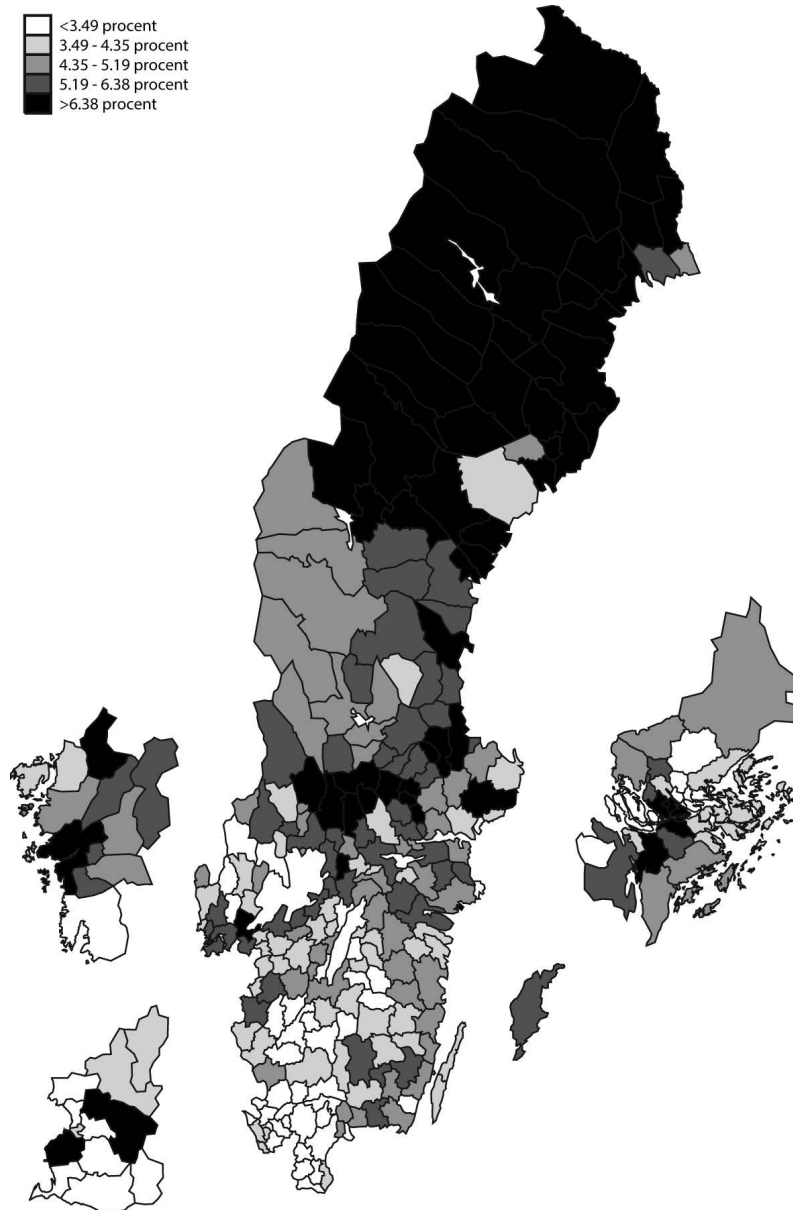 <3.49 procent
3.49 - 4.35 procent
4.35 - 5.19 procent
5.19 - 6.38 procent
>6.38 procent